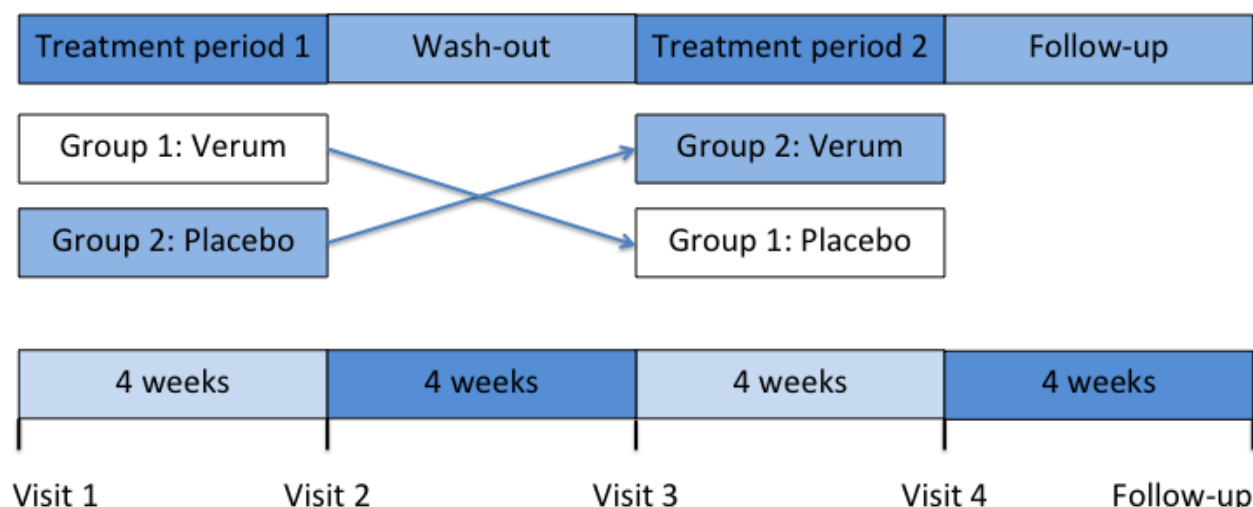 Treatment period 1 Wash-out Treatment period 2 Follow-up
Group 1: Verum Group 2: Verum
Group 2: Placebo Group 1: Placebo
4 weeks 4 weeks 4 weeks 4 weeks
Visit 1 Visit 2 Visit 3 Visit 4 Follow-up